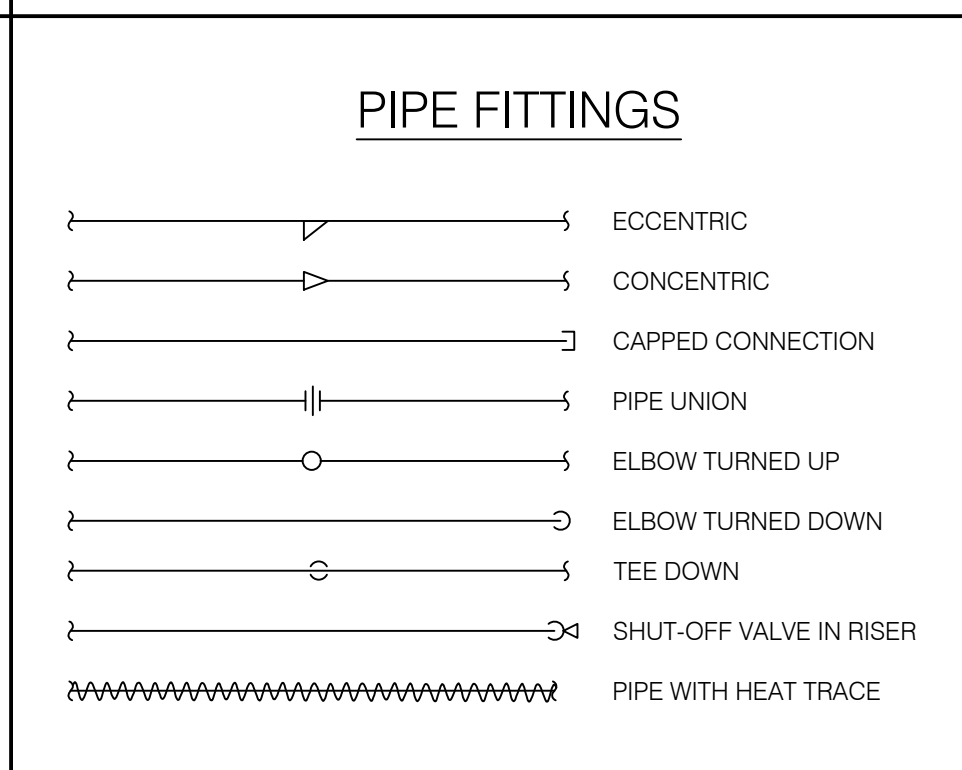 PIPE FITTINGS
ECCENTRIC
CONCENTRIC
CAPPED CONNECTION
PIPE UNION
ELBOW TURNED UP
ELBOW TURNED DOWN
TEE DOWN
SHUT-OFF VALVE IN RISER
PIPE WITH HEAT TRACE